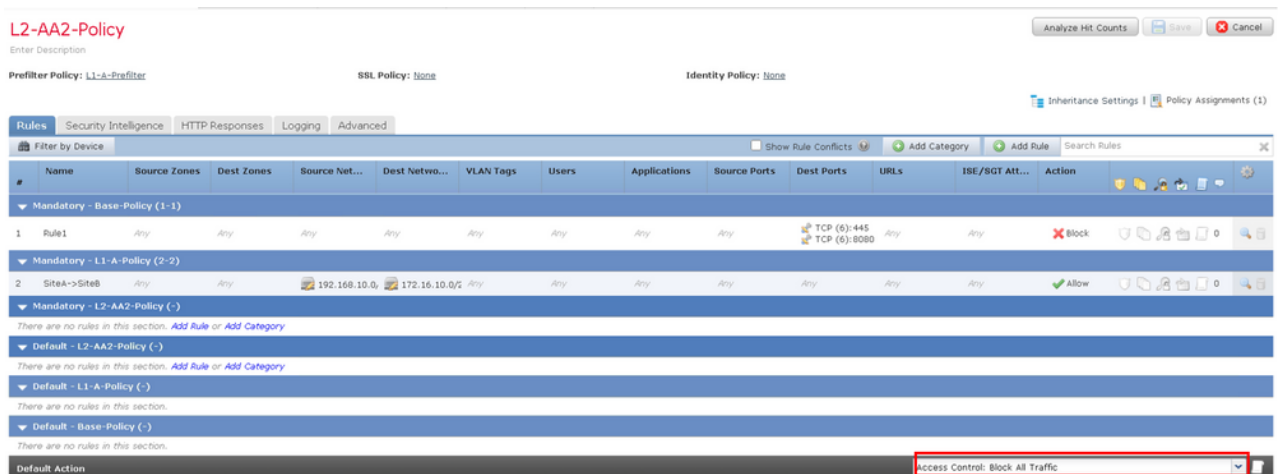 L2-AA2-Policy
Analyze Hit Counts Save Cancel
Enter Description
Prefilter Policy: L1-A-Prefilter SSL Policy: None Identity Policy: None
Inheritance Settings | Policy Assignments (1)
Rules Security Intelligence HTTP Responses Logging Advanced
Filter by Device Show Rule Conflicts Add Category Add Rule Search Rules
# Name Source Zones Dest Zones Source Net... Dest Netwo... VLAN Tags Users Applications Source Ports Dest Ports URLs ISE/SGT Att... Action
Mandatory - Base-Policy (1-1)
1 Rule1 Any Any Any Any Any Any Any Any TCP (6):445 Any Any Block 0
TCP (6):8080
Mandatory - L1-A-Policy (2-2)
2 SiteA->SiteB Any Any 192.168.10.0/ 172.16.10.0/2 Any Any Any Any Any Any Any Allow 0
Mandatory - L2-AA2-Policy (-)
There are no rules in this section. Add Rule or Add Category
Default - L2-AA2-Policy (-)
There are no rules in this section. Add Rule or Add Category
Default - L1-A-Policy (-)
There are no rules in this section.
Default - Base-Policy (-)
There are no rules in this section.
Default Action Access Control: Block All Traffic